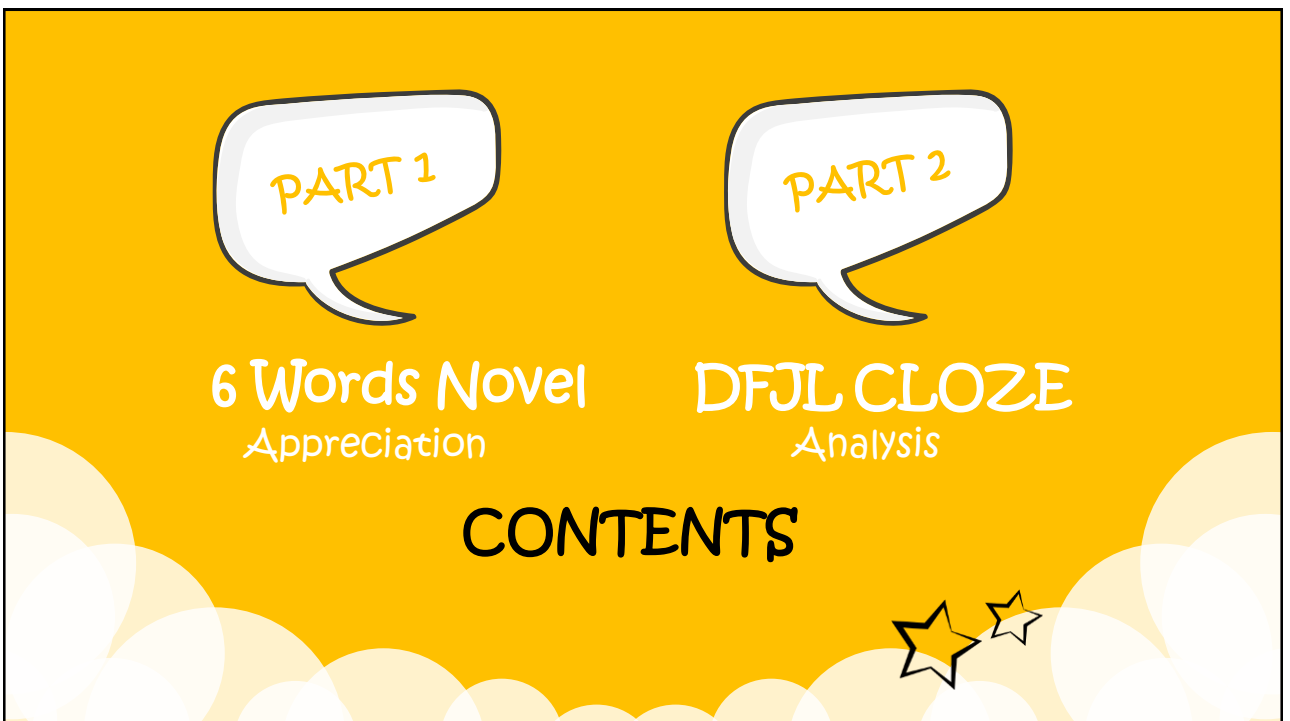 PART 1
PART 2
6 Words Novel
Appreciation
DFJL CLOZE
Analysis
CONTENTS